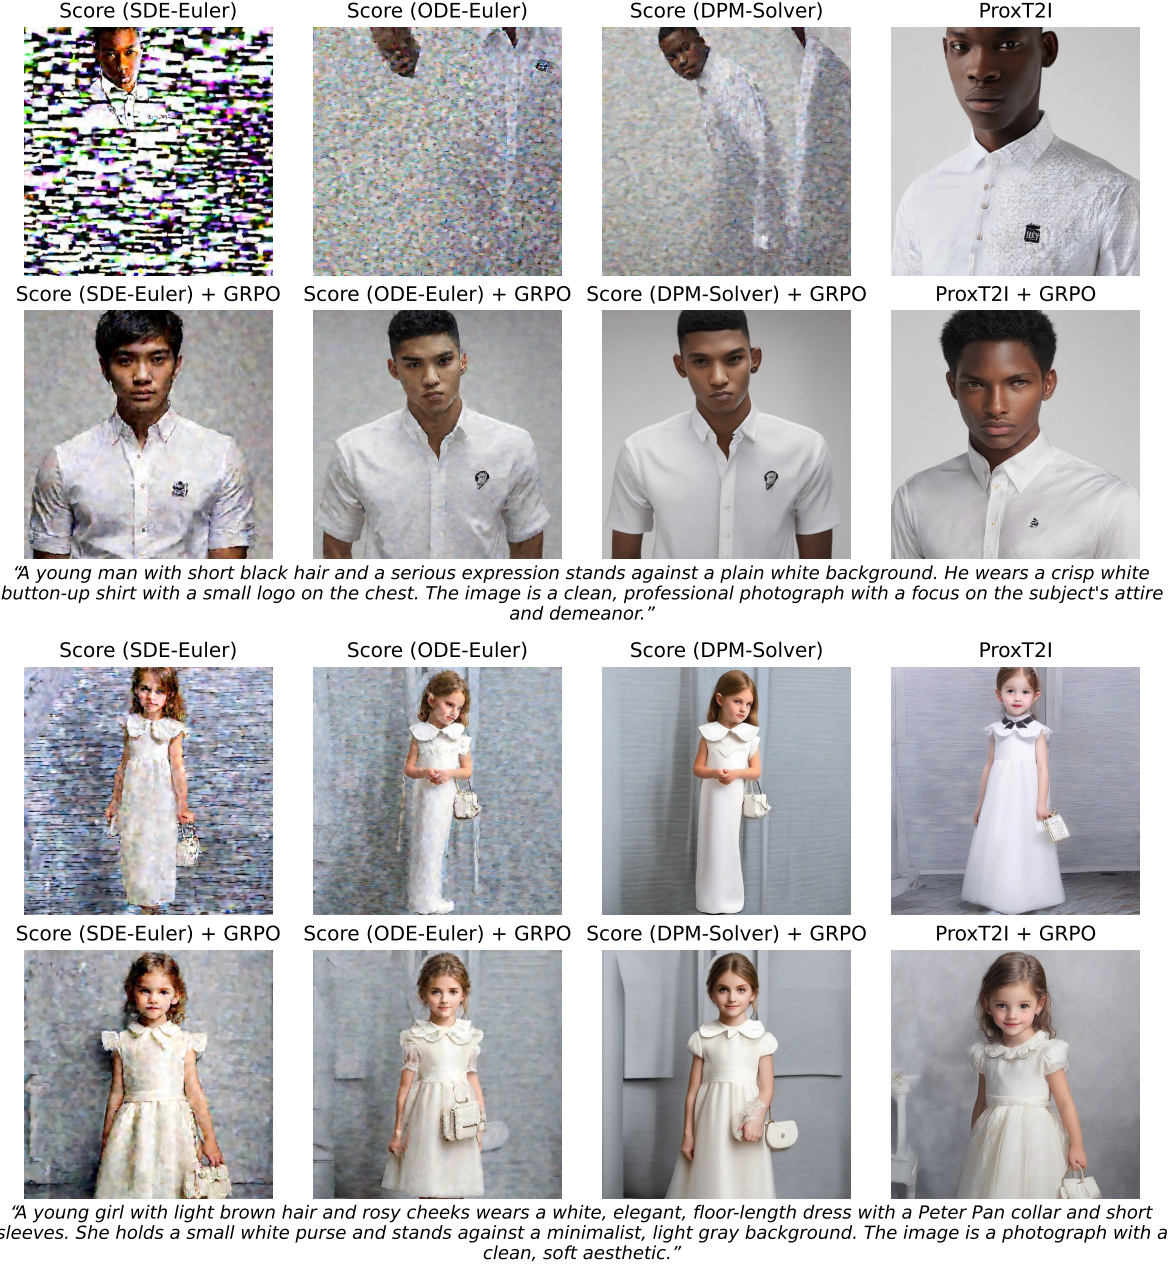 Score (SDE-Euler) Score (ODE-Euler) Score (DPM-Solver) ProxT2I
Score (SDE-Euler) + GRPO Score (ODE-Euler) + GRPO Score (DPM-Solver) + GRPO ProxT2I + GRPO
“A young man with short black hair and a serious expression stands against a plain white background. He wears a crisp white
button-up shirt with a small logo on the chest. The image is a clean, professional photograph with a focus on the subject's attire
and demeanor.”
Score (SDE-Euler) Score (ODE-Euler) Score (DPM-Solver) ProxT2I
Score (SDE-Euler) + GRPO Score (ODE-Euler) + GRPO Score (DPM-Solver) + GRPO ProxT2I + GRPO
“A young girl with light brown hair and rosy cheeks wears a white, elegant, floor-length dress with a Peter Pan collar and short
sleeves. She holds a small white purse and stands against a minimalist, light gray background. The image is a photograph with a
clean, soft aesthetic.”